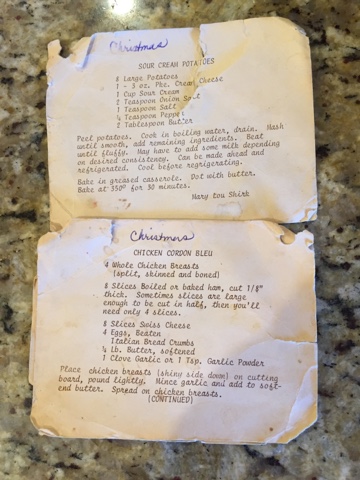 Christmas
SOUR CREAM POTATOES
8 Large Potatoes
1 - 3 oz. Pkg. Cream Cheese
1 Cup Sour Cream
2 Teaspoon Onion Salt
1 Teaspoon Salt
¼ Teaspoon Pepper
2 Tablespoon Butter
Peel potatoes. Cook in boiling water, drain. Mash
until smooth, add remaining ingredients. Beat
until fluffy. May have to add some milk depending
on desired consistency. Can be made ahead and
refrigerated. Cool before regrigerating.
Bake in greased casserole. Dot with butter.
Bake at 350° for 50 minutes.
Mary Lou Shirk
Christmas
CHICKEN CORDON BLEU
4 Whole Chicken Breasts
(split, skinned and boned)
8 Slices Boiled or baked ham, cut 1/8"
thick. Sometimes slices are large
enough to be cut in half, then you'll
need only 4 slices.
8 Slices Swiss Cheese
4 Eggs, Beaten
Italian Bread Crumbs
¼ Lb. Butter, softened
1 Clove Garlic or 1 Tsp. Garlic Powder
Place chicken breasts (shiny side down) on cutting
board, pound lightly. Mince garlic and add to soft-
end butter. Spread on chicken breasts.
(CONTINUED)